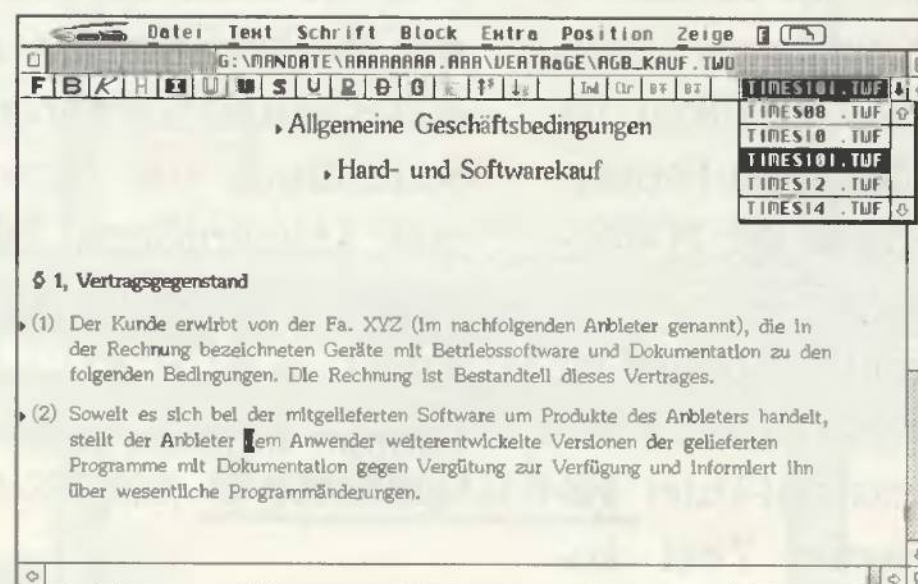 Datei Text Schrift Block Extra Position Zeige
G:\MANDATE\AAAAAAAA.AAA\VERTRaGE\AGB_KAUF.TWD
F B K H I U S U D G Ind Clr TIMES101.TWF
TIMES08 .TWF
▸ Allgemeine Geschäftsbedingungen
TIMES10 .TWF
TIMES101.TWF
▸ Hard- und Softwarekauf
TIMES12 .TWF
TIMES14 .TWF
§ 1, Vertragsgegenstand
(1) Der Kunde erwirbt von der Fa. XYZ (im nachfolgenden Anbieter genannt), die in
der Rechnung bezeichneten Geräte mit Betriebssoftware und Dokumentation zu den
folgenden Bedingungen. Die Rechnung ist Bestandteil dieses Vertrages.
(2) Soweit es sich bei der mitgelieferten Software um Produkte des Anbieters handelt,
stellt der Anbieter dem Anwender weiterentwickelte Versionen der gelieferten
Programme mit Dokumentation gegen Vergütung zur Verfügung und informiert ihn
über wesentliche Programmänderungen.